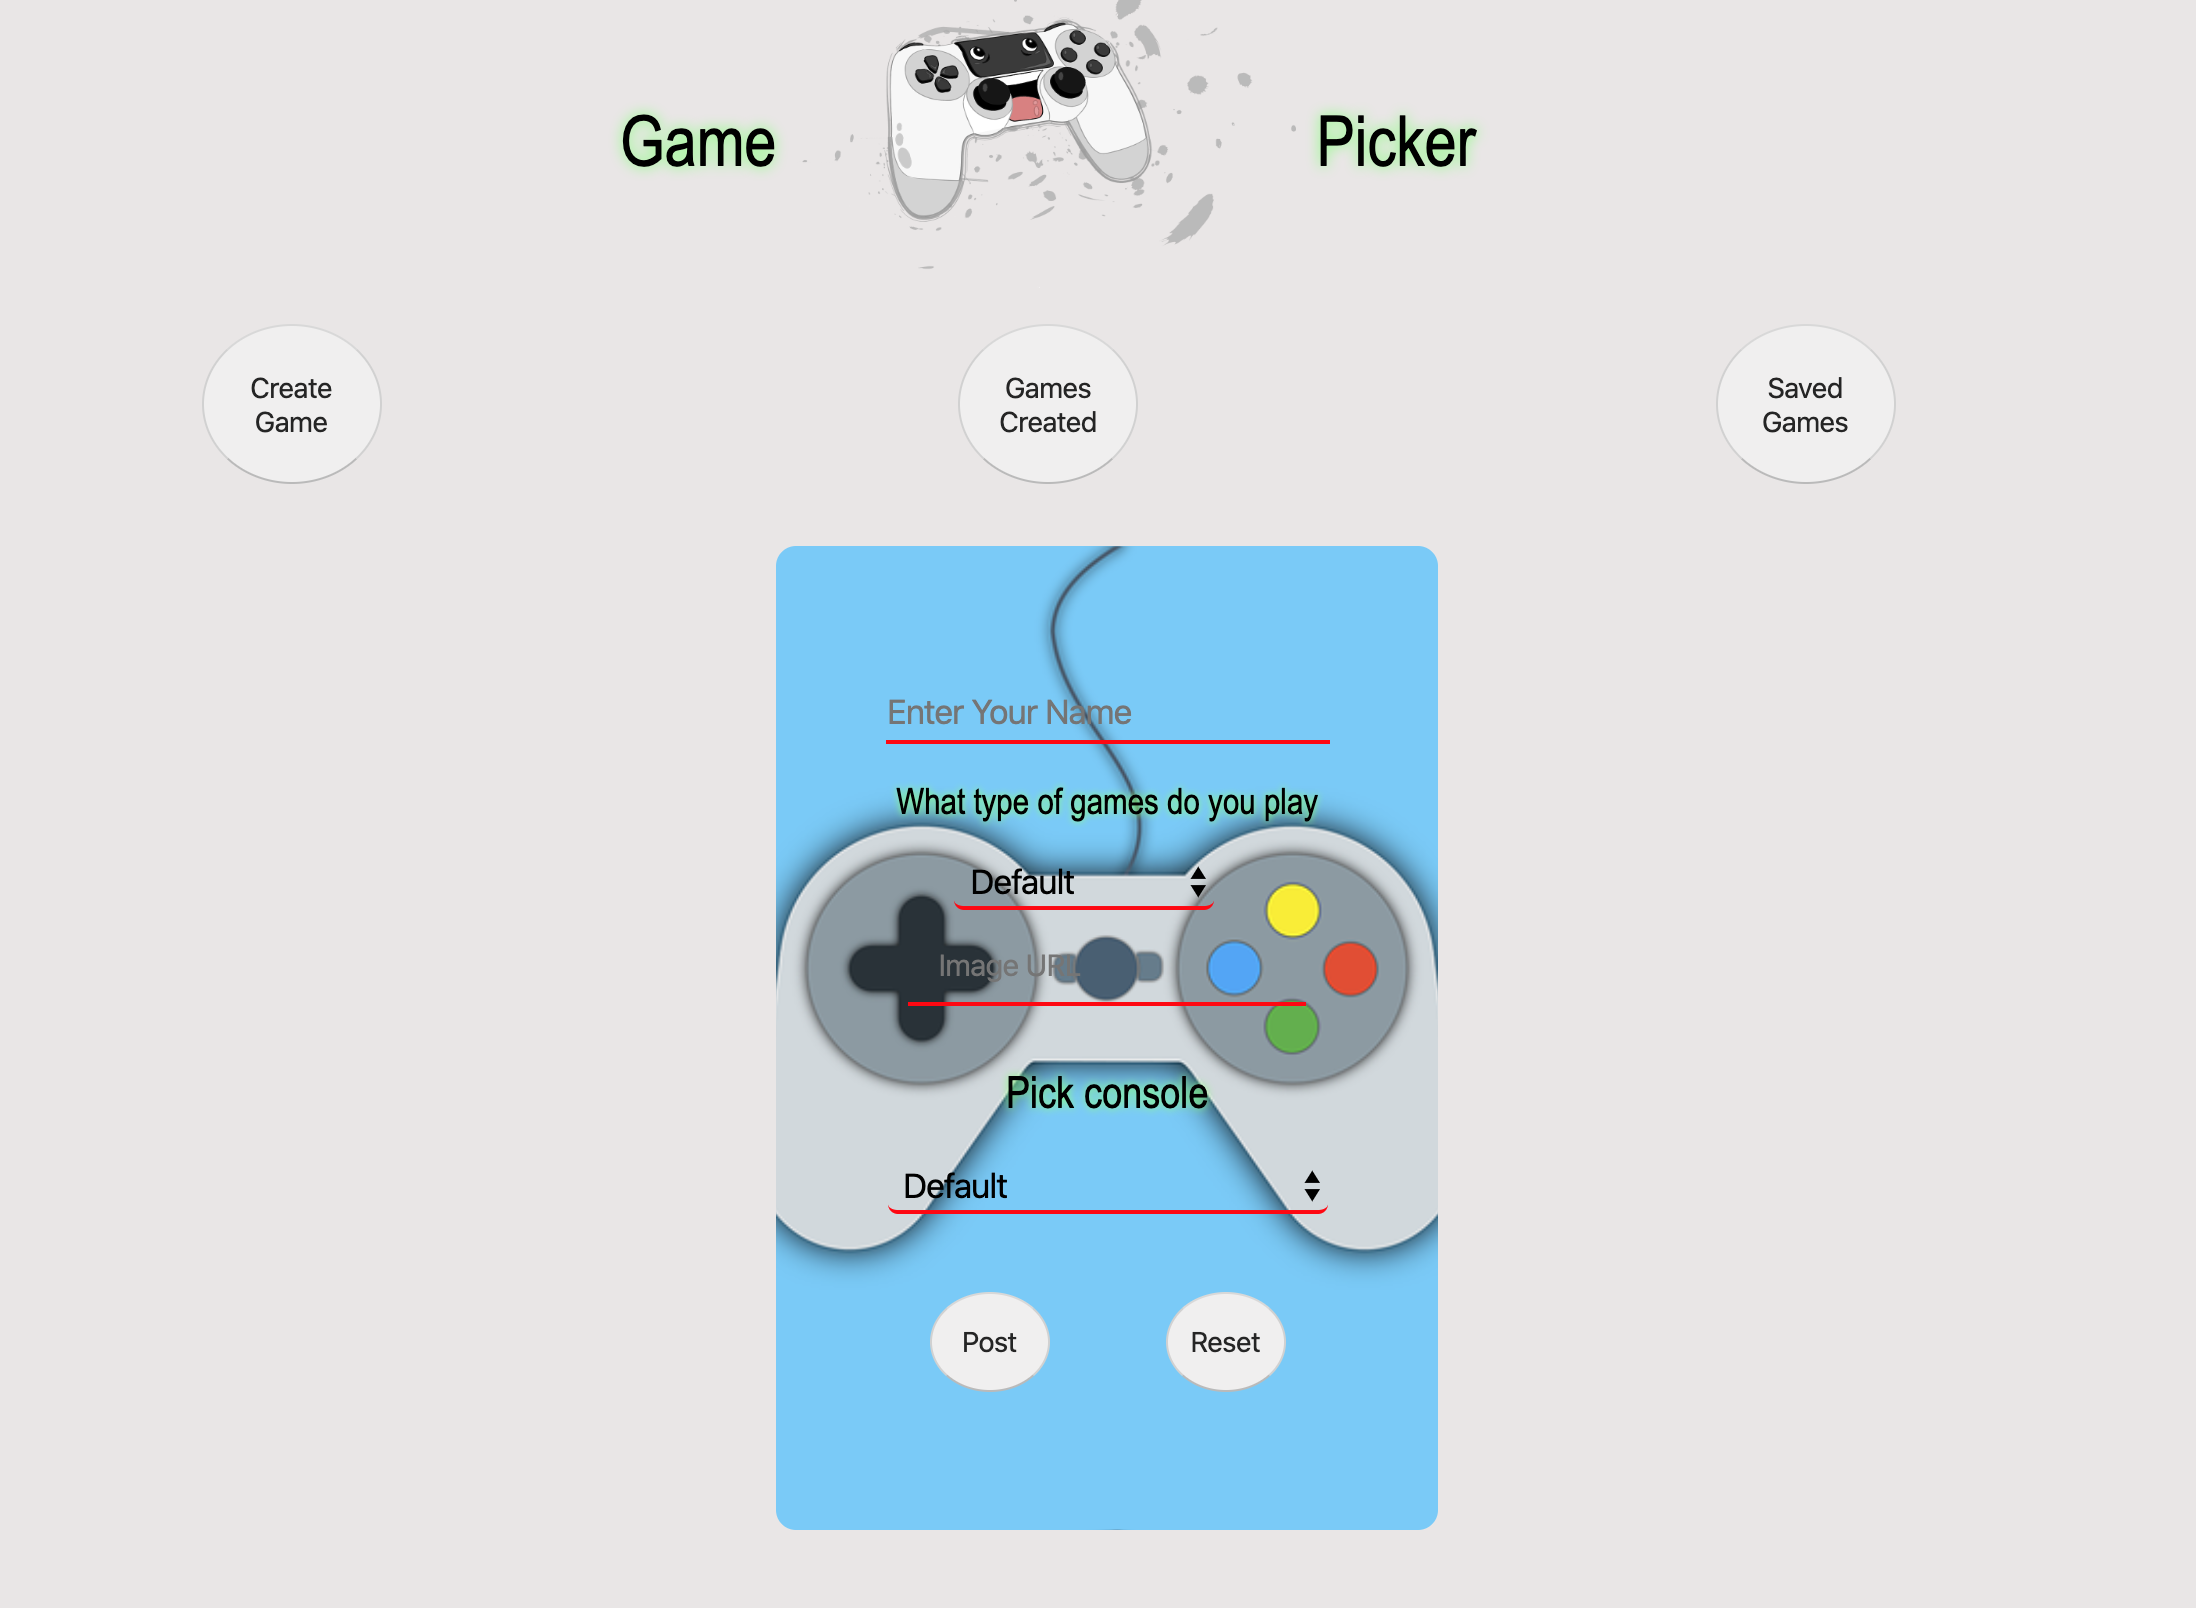 Game Picker
Create
Game
Games
Created
Saved
Games
Enter Your Name
What type of games do you play
Default
Image URL
Pick console
Default
Post
Reset